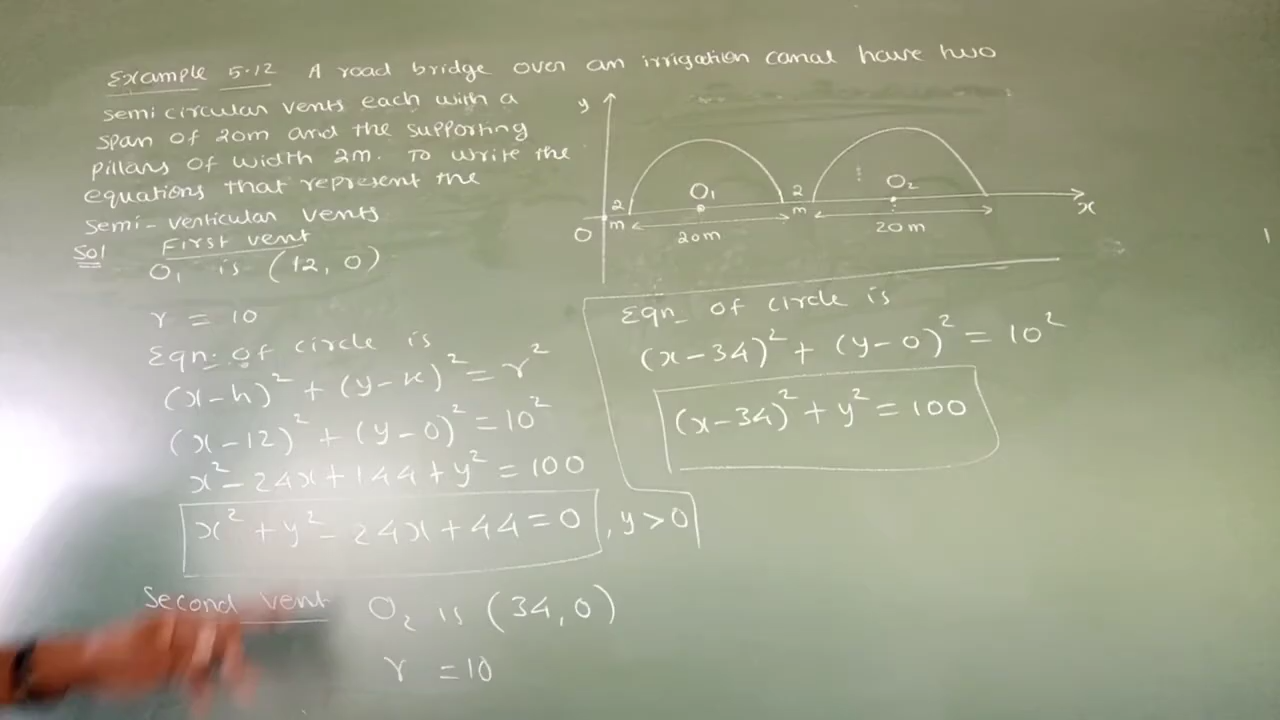 Example 5.12 A road bridge over an irrigation canal have two
semi circular vents each with a
span of 20m and the supporting
pillars of width 2m. To write the
equations that represent the
semi-verticular vents
Sol First vent
O₁ is (12, 0)
r = 10
Eqn. of circle is
(x-h)² + (y-k)² = r²
(x-12)² + (y-0)² = 10²
x² - 24x + 144 + y² = 100
x² + y² - 24x + 44 = 0, y > 0
Second vent O₂ is (34, 0)
r = 10
y
O₁ O₂
2 m 2 m
O x
20m 20m
Eqn of circle is
(x-34)² + (y-0)² = 10²
(x-34)² + y² = 100